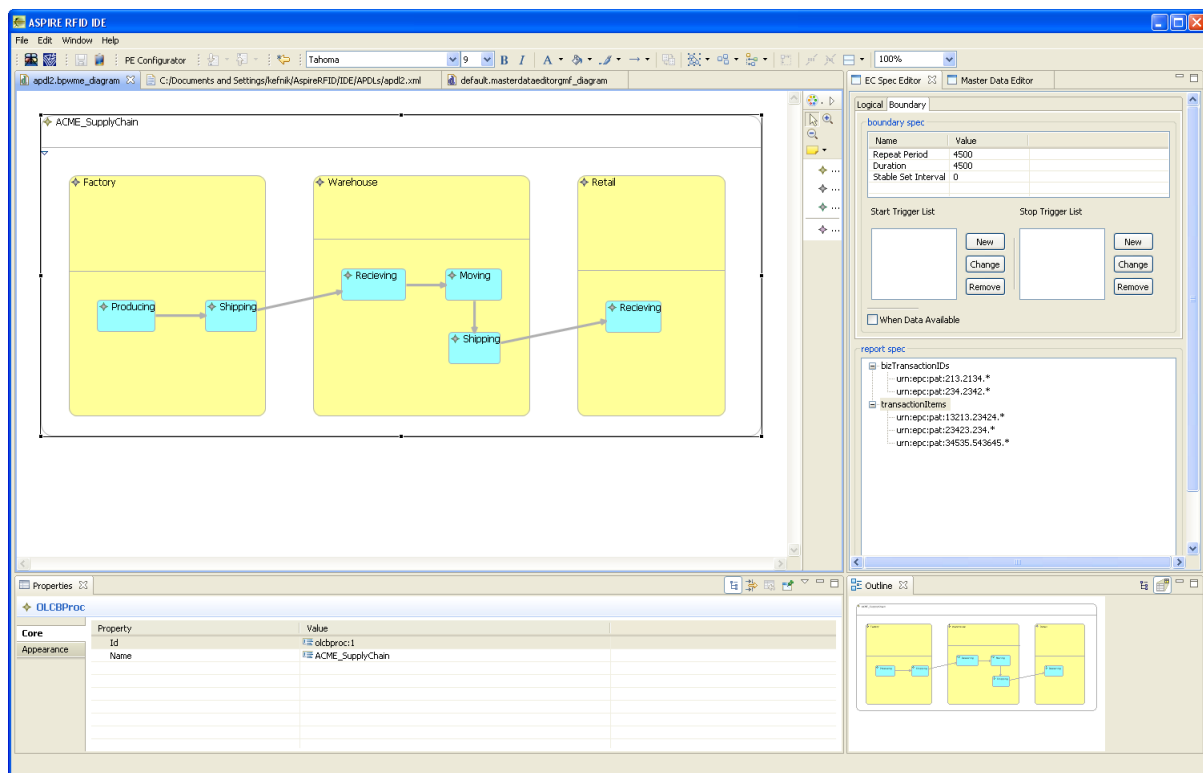 ASPIRE RFID IDE
File Edit Window Help
PE Configurator Tahoma 9 B I A 100%
apdl2.bpwme_diagram C:/Documents and Settings/kefnik/AspireRFID/IDE/APDLs/apdl2.xml default.masterdataeditorgmf_diagram
ACME_SupplyChain
Factory Warehouse Retail
Recieving Moving
Producing Shipping Recieving
Shipping
EC Spec Editor Master Data Editor
Logical Boundary
boundary spec
Name Value
Repeat Period 4500
Duration 4500
Stable Set Interval 0
Start Trigger List Stop Trigger List
New New
Change Change
Remove Remove
When Data Available
report spec
bizTransactionIDs
urn:epc:pat:213.2134.*
urn:epc:pat:234.2342.*
transactionItems
urn:epc:pat:13213.23424.*
urn:epc:pat:23423.234.*
urn:epc:pat:34535.543645.*
Properties
OLCBProc
Core
Appearance
Property Value
Id olcbproc:1
Name ACME_SupplyChain
Outline